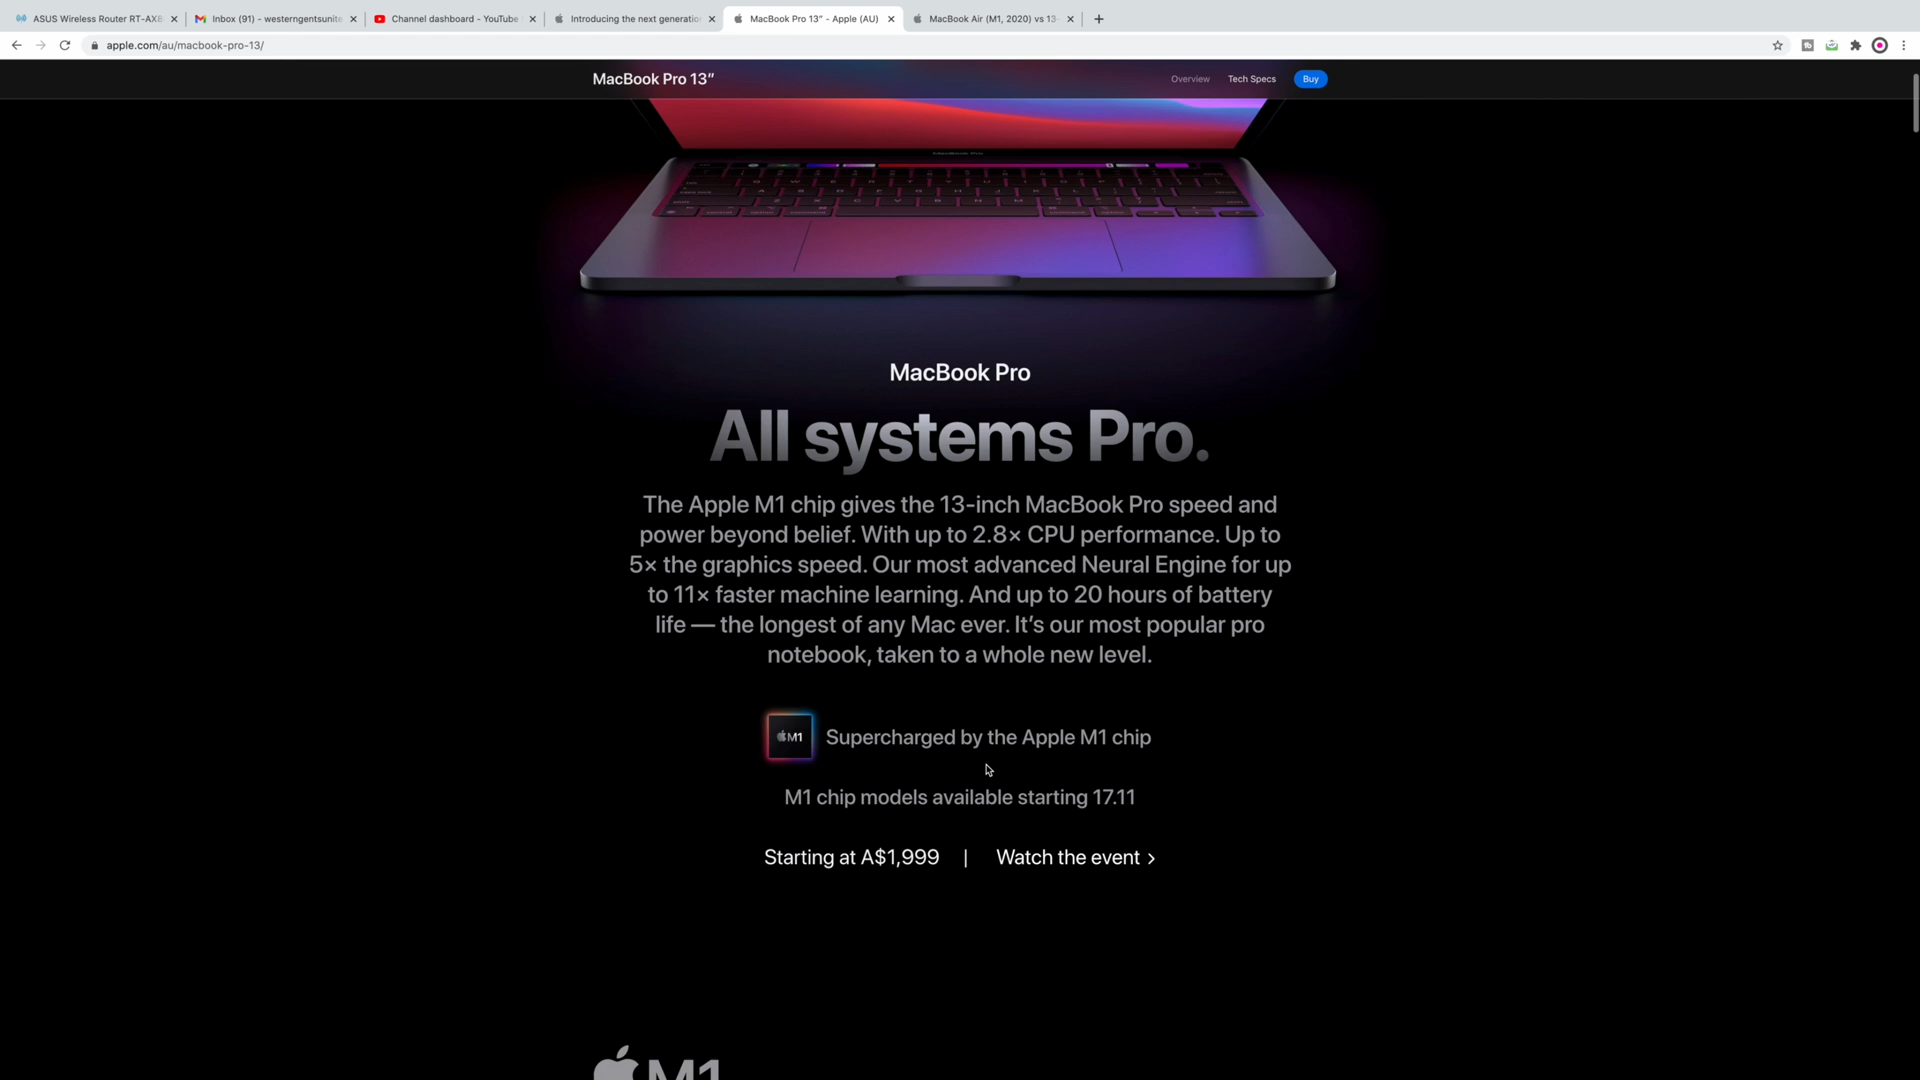 ASUS Wireless Router RT-AX8
Inbox (91) - westerngentsunite
Channel dashboard - YouTube
Introducing the next generatio
MacBook Pro 13" - Apple (AU)
MacBook Air (M1, 2020) vs 13-
apple.com/au/macbook-pro-13/
MacBook Pro 13″
Overview
Tech Specs
Buy
MacBook Pro
MacBook Pro
All systems Pro.
The Apple M1 chip gives the 13-inch MacBook Pro speed and
power beyond belief. With up to 2.8× CPU performance. Up to
5× the graphics speed. Our most advanced Neural Engine for up
to 11× faster machine learning. And up to 20 hours of battery
life — the longest of any Mac ever. It’s our most popular pro
notebook, taken to a whole new level.
M1
Supercharged by the Apple M1 chip
M1 chip models available starting 17.11
Starting at A$1,999 | Watch the event ›
M1